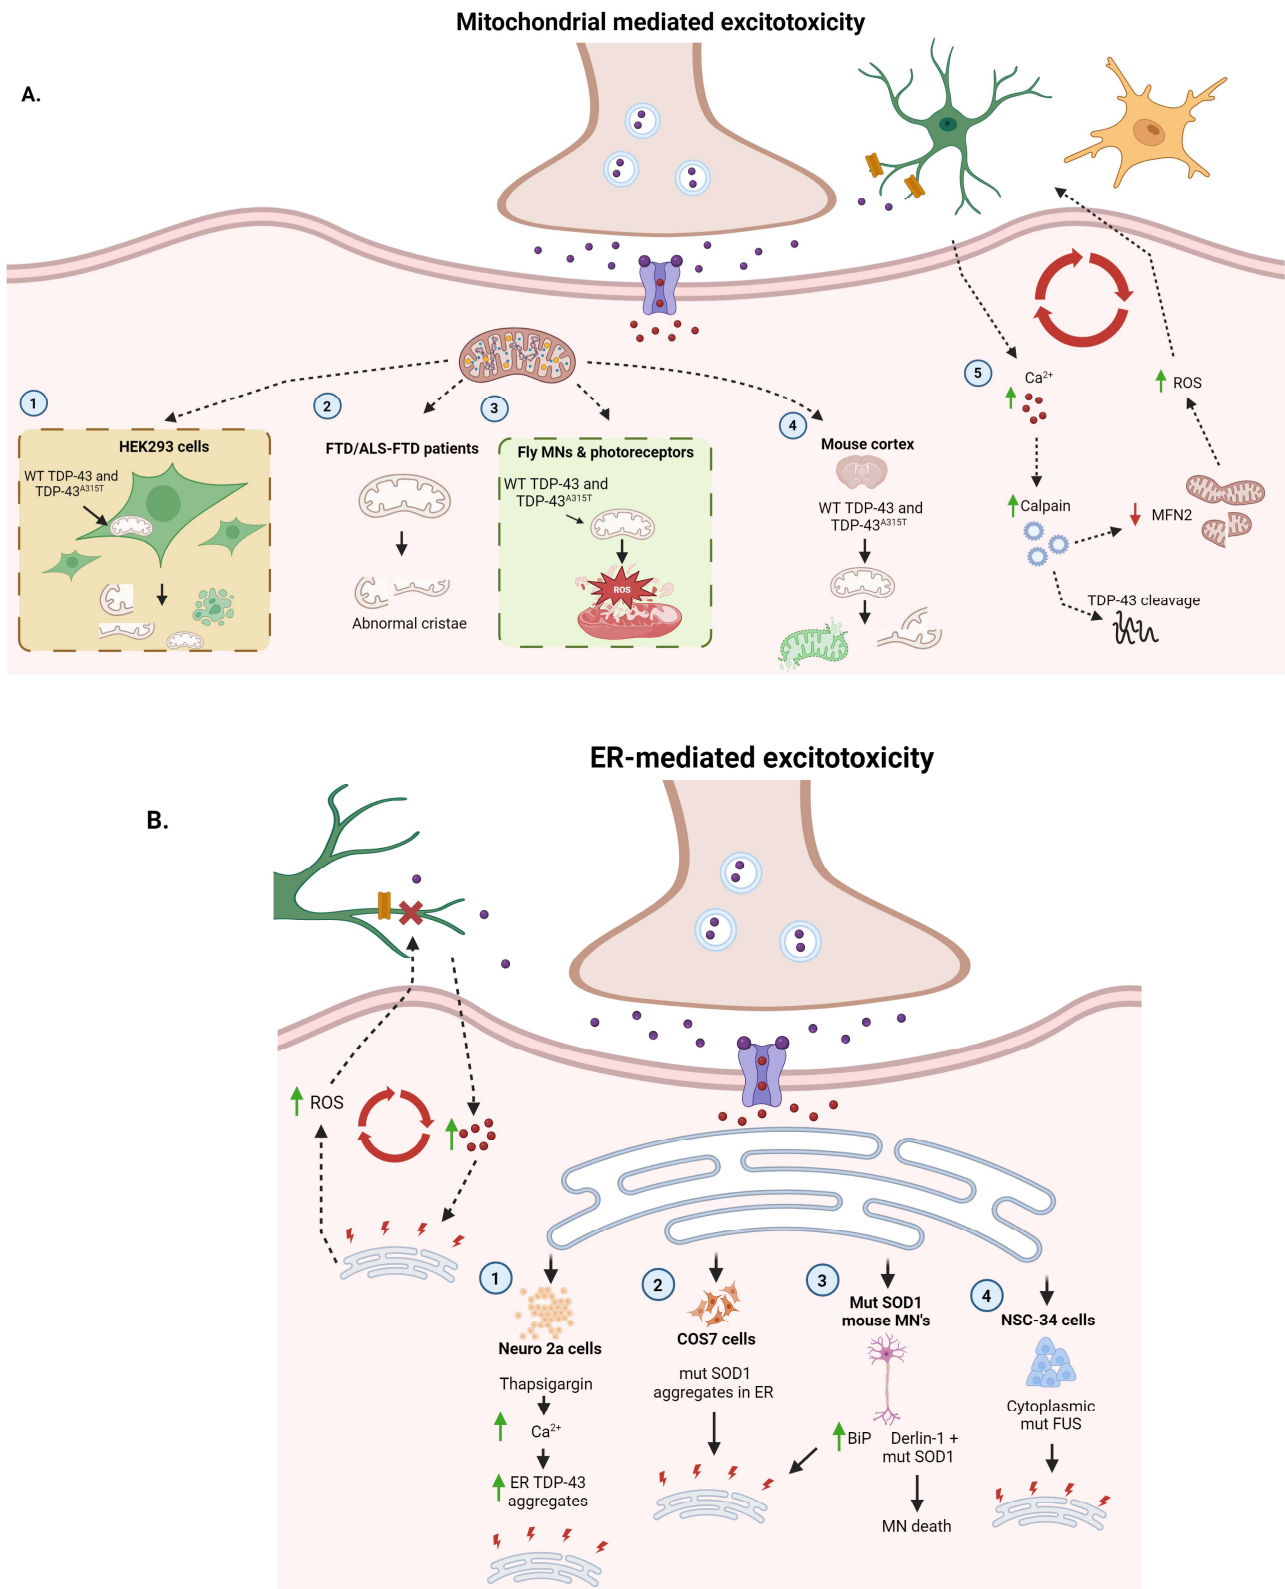 Mitochondrial mediated excitotoxicity
A.
1
HEK293 cells
WT TDP-43 and
TDP-43A315T
2
FTD/ALS-FTD patients
Abnormal cristae
3
Fly MNs & photoreceptors
WT TDP-43 and
TDP-43A315T
ROS
4
Mouse cortex
WT TDP-43 and
TDP-43A315T
5
Ca2+
ROS
Calpain
MFN2
TDP-43 cleavage
ER-mediated excitotoxicity
B.
ROS
1
Neuro 2a cells
Thapsigargin
Ca2+
ER TDP-43
aggregates
2
COS7 cells
mut SOD1
aggregates in ER
3
Mut SOD1
mouse MN's
BiP
Derlin-1 +
mut SOD1
MN death
4
NSC-34 cells
Cytoplasmic
mut FUS